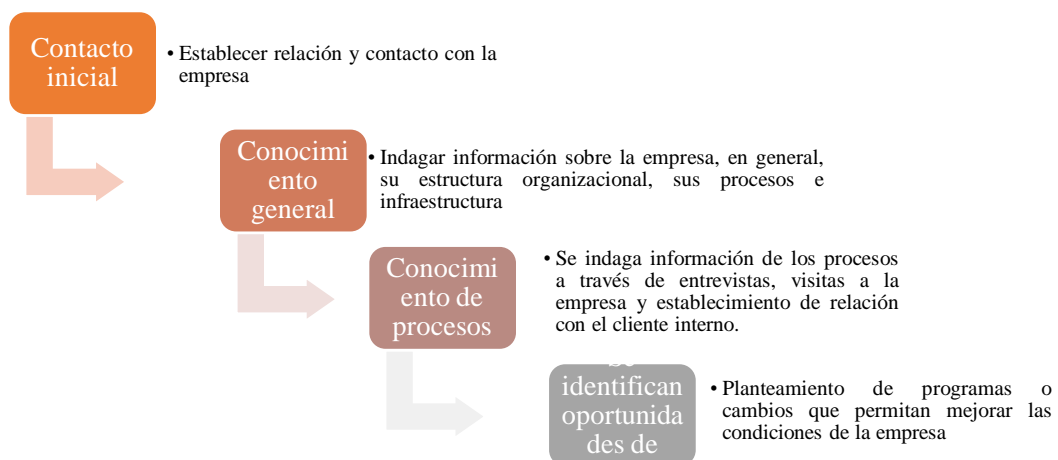 Contacto
inicial
• Establecer relación y contacto con la
empresa
Conocimi
ento
general
• Indagar información sobre la empresa, en general,
su estructura organizacional, sus procesos e
infraestructura
Conocimi
ento de
procesos
• Se indaga información de los procesos
a través de entrevistas, visitas a la
empresa y establecimiento de relación
con el cliente interno.
Se
identifican
oportunida
des de
• Planteamiento de programas o
cambios que permitan mejorar las
condiciones de la empresa